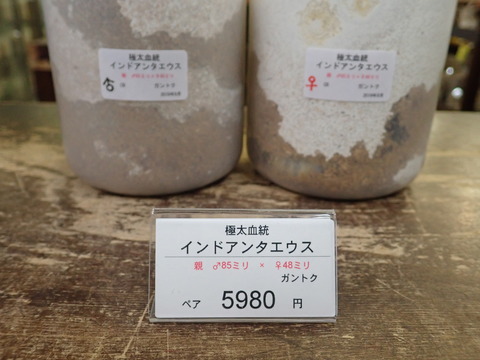 極太血統
インドアンタエウス
ガントク
極太血統
インドアンタエウス
♀
ガントク
極太血統
インドアンタエウス
親 ♂85ミリ × ♀48ミリ
ガントク
ペア 5980 円